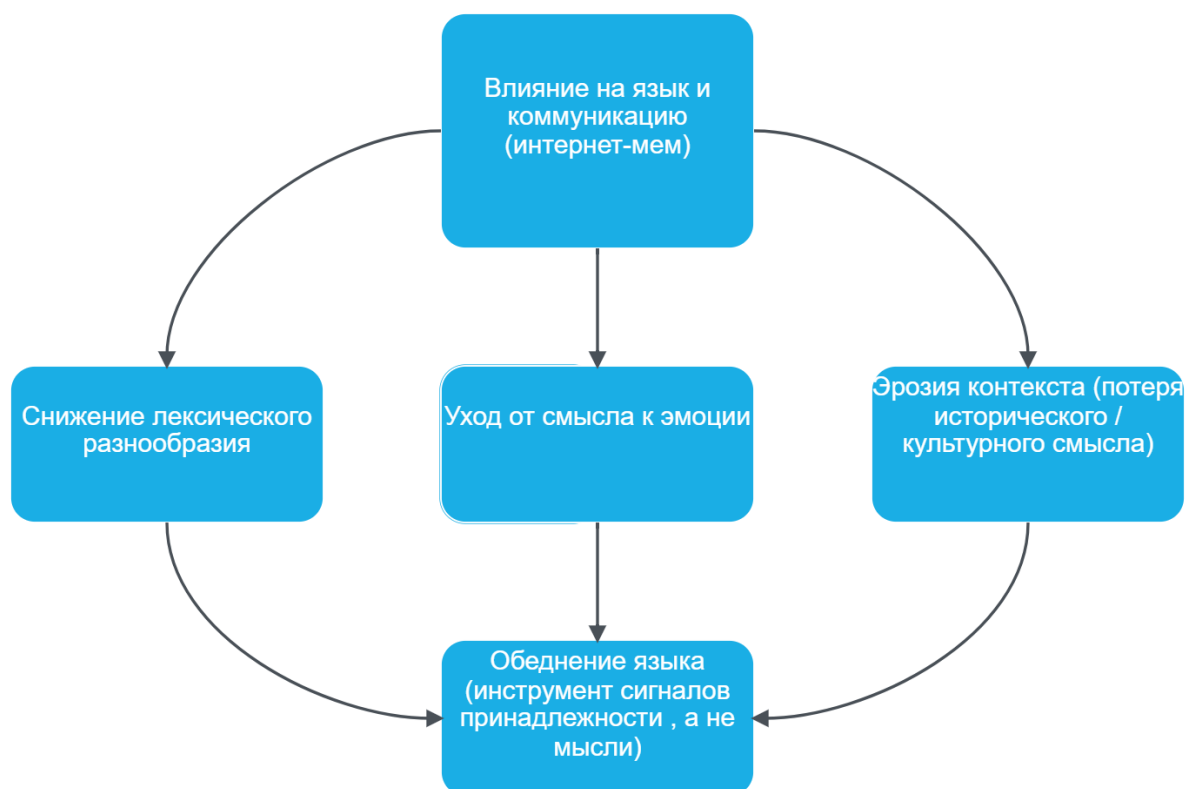 Влияние на язык и
коммуникацию
(интернет-мем)
Снижение лексического
разнообразия
Уход от смысла к эмоции
Эрозия контекста (потеря
исторического /
культурного смысла)
Обеднение языка
(инструмент сигналов
принадлежности , а не
мысли)